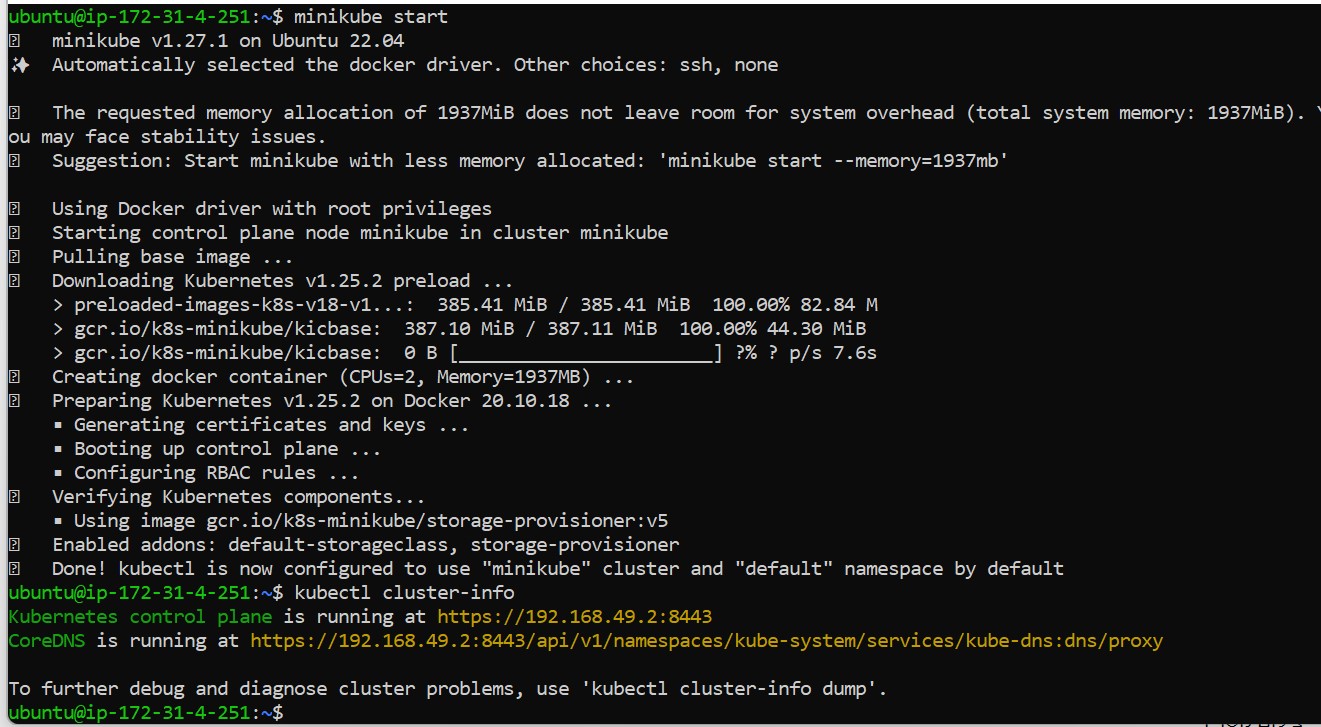 ubuntu@ip-172-31-4-251:~$ minikube start
minikube v1.27.1 on Ubuntu 22.04
✨ Automatically selected the docker driver. Other choices: ssh, none
The requested memory allocation of 1937MiB does not leave room for system overhead (total system memory: 1937MiB). Y
ou may face stability issues.
Suggestion: Start minikube with less memory allocated: 'minikube start --memory=1937mb'
Using Docker driver with root privileges
Starting control plane node minikube in cluster minikube
Pulling base image ...
Downloading Kubernetes v1.25.2 preload ...
> preloaded-images-k8s-v18-v1...: 385.41 MiB / 385.41 MiB 100.00% 82.84 M
> gcr.io/k8s-minikube/kicbase: 387.10 MiB / 387.11 MiB 100.00% 44.30 MiB
> gcr.io/k8s-minikube/kicbase: 0 B [_______________________] ?% ? p/s 7.6s
Creating docker container (CPUs=2, Memory=1937MB) ...
Preparing Kubernetes v1.25.2 on Docker 20.10.18 ...
▪ Generating certificates and keys ...
▪ Booting up control plane ...
▪ Configuring RBAC rules ...
Verifying Kubernetes components...
▪ Using image gcr.io/k8s-minikube/storage-provisioner:v5
Enabled addons: default-storageclass, storage-provisioner
Done! kubectl is now configured to use "minikube" cluster and "default" namespace by default
ubuntu@ip-172-31-4-251:~$ kubectl cluster-info
Kubernetes control plane is running at https://192.168.49.2:8443
CoreDNS is running at https://192.168.49.2:8443/api/v1/namespaces/kube-system/services/kube-dns:dns/proxy
To further debug and diagnose cluster problems, use 'kubectl cluster-info dump'.
ubuntu@ip-172-31-4-251:~$